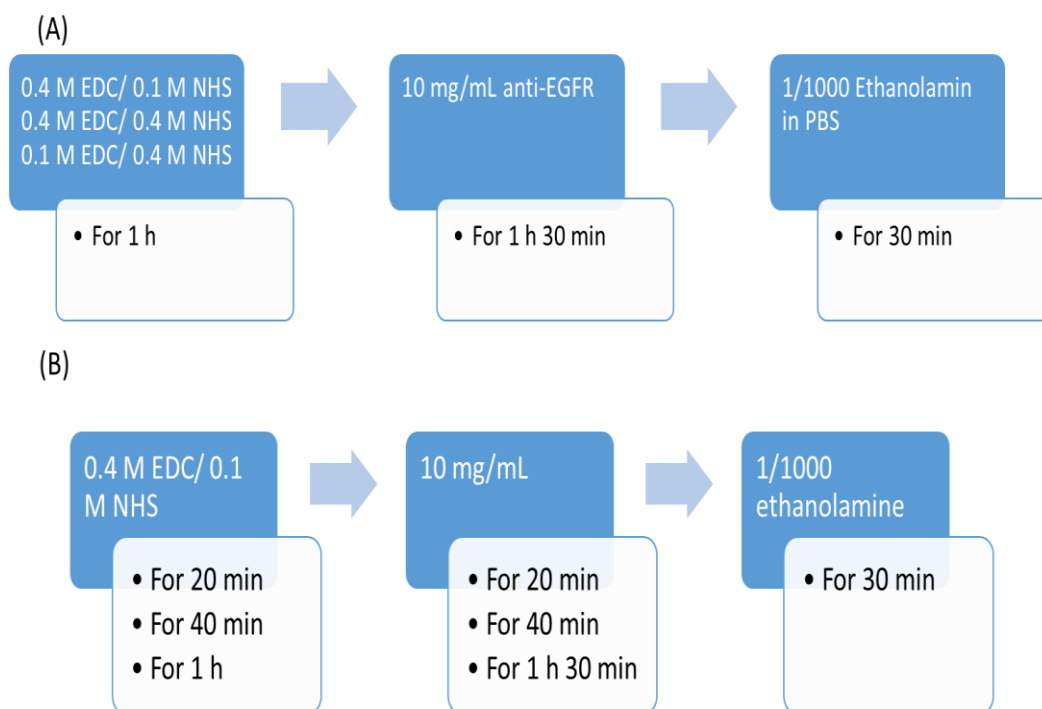 (A)
0.4 M EDC/ 0.1 M NHS
0.4 M EDC/ 0.4 M NHS
0.1 M EDC/ 0.4 M NHS
• For 1 h
10 mg/mL anti-EGFR
• For 1 h 30 min
1/1000 Ethanolamin
in PBS
• For 30 min
(B)
0.4 M EDC/ 0.1
M NHS
• For 20 min
• For 40 min
• For 1 h
10 mg/mL
• For 20 min
• For 40 min
• For 1 h 30 min
1/1000
ethanolamine
• For 30 min